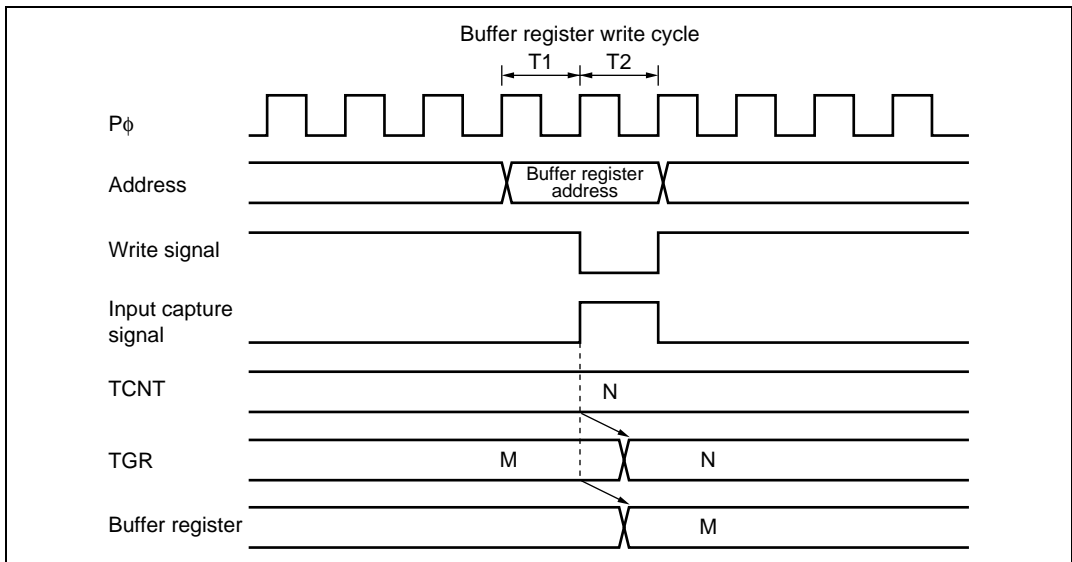 Buffer register write cycle
T1 T2
Pϕ
Address
Buffer register
address
Write signal
Input capture
signal
TCNT
N
TGR
M N
Buffer register
M